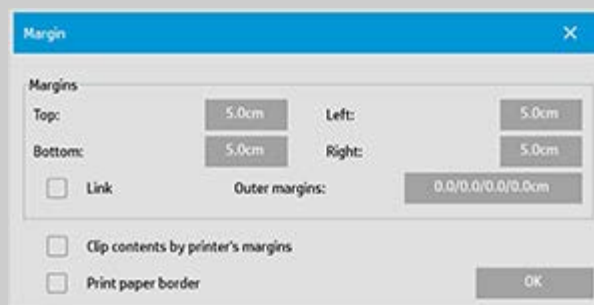 Margin
Margins
Top: 5.0cm Left: 5.0cm
Bottom: 5.0cm Right: 5.0cm
Link Outer margins: 0.0/0.0/0.0/0.0cm
Clip contents by printer's margins
Print paper border OK